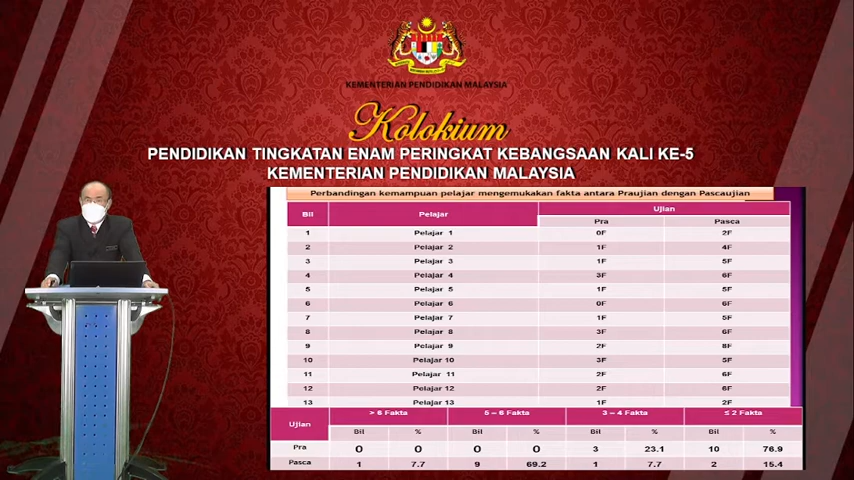 KEMENTERIAN PENDIDIKAN MALAYSIA
Kolokium
PENDIDIKAN TINGKATAN ENAM PERINGKAT KEBANGSAAN KALI KE-5
KEMENTERIAN PENDIDIKAN MALAYSIA
Perbandingan kemampuan pelajar mengemukakan fakta antara Praujian dengan Pascaujian
Bil Pelajar Ujian
Pra Pasca
1 Pelajar 1 0F 2F
2 Pelajar 2 1F 4F
3 Pelajar 3 1F 5F
4 Pelajar 4 3F 6F
5 Pelajar 5 1F 5F
6 Pelajar 6 0F 6F
7 Pelajar 7 1F 5F
8 Pelajar 8 3F 6F
9 Pelajar 9 2F 8F
10 Pelajar 10 3F 5F
11 Pelajar 11 2F 6F
12 Pelajar 12 2F 6F
13 Pelajar 13 1F 2F
Ujian > 6 Fakta 5 – 6 Fakta 3 – 4 Fakta ≤ 2 Fakta
Bil % Bil % Bil % Bil %
Pra 0 0 0 0 3 23.1 10 76.9
Pasca 1 7.7 9 69.2 1 7.7 2 15.4